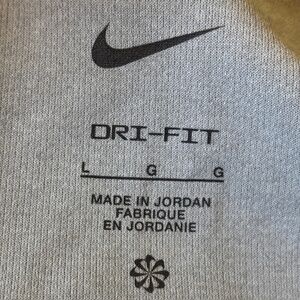 DRI-FIT
L G G
MADE IN JORDAN
FABRIQUE
EN JORDANIE